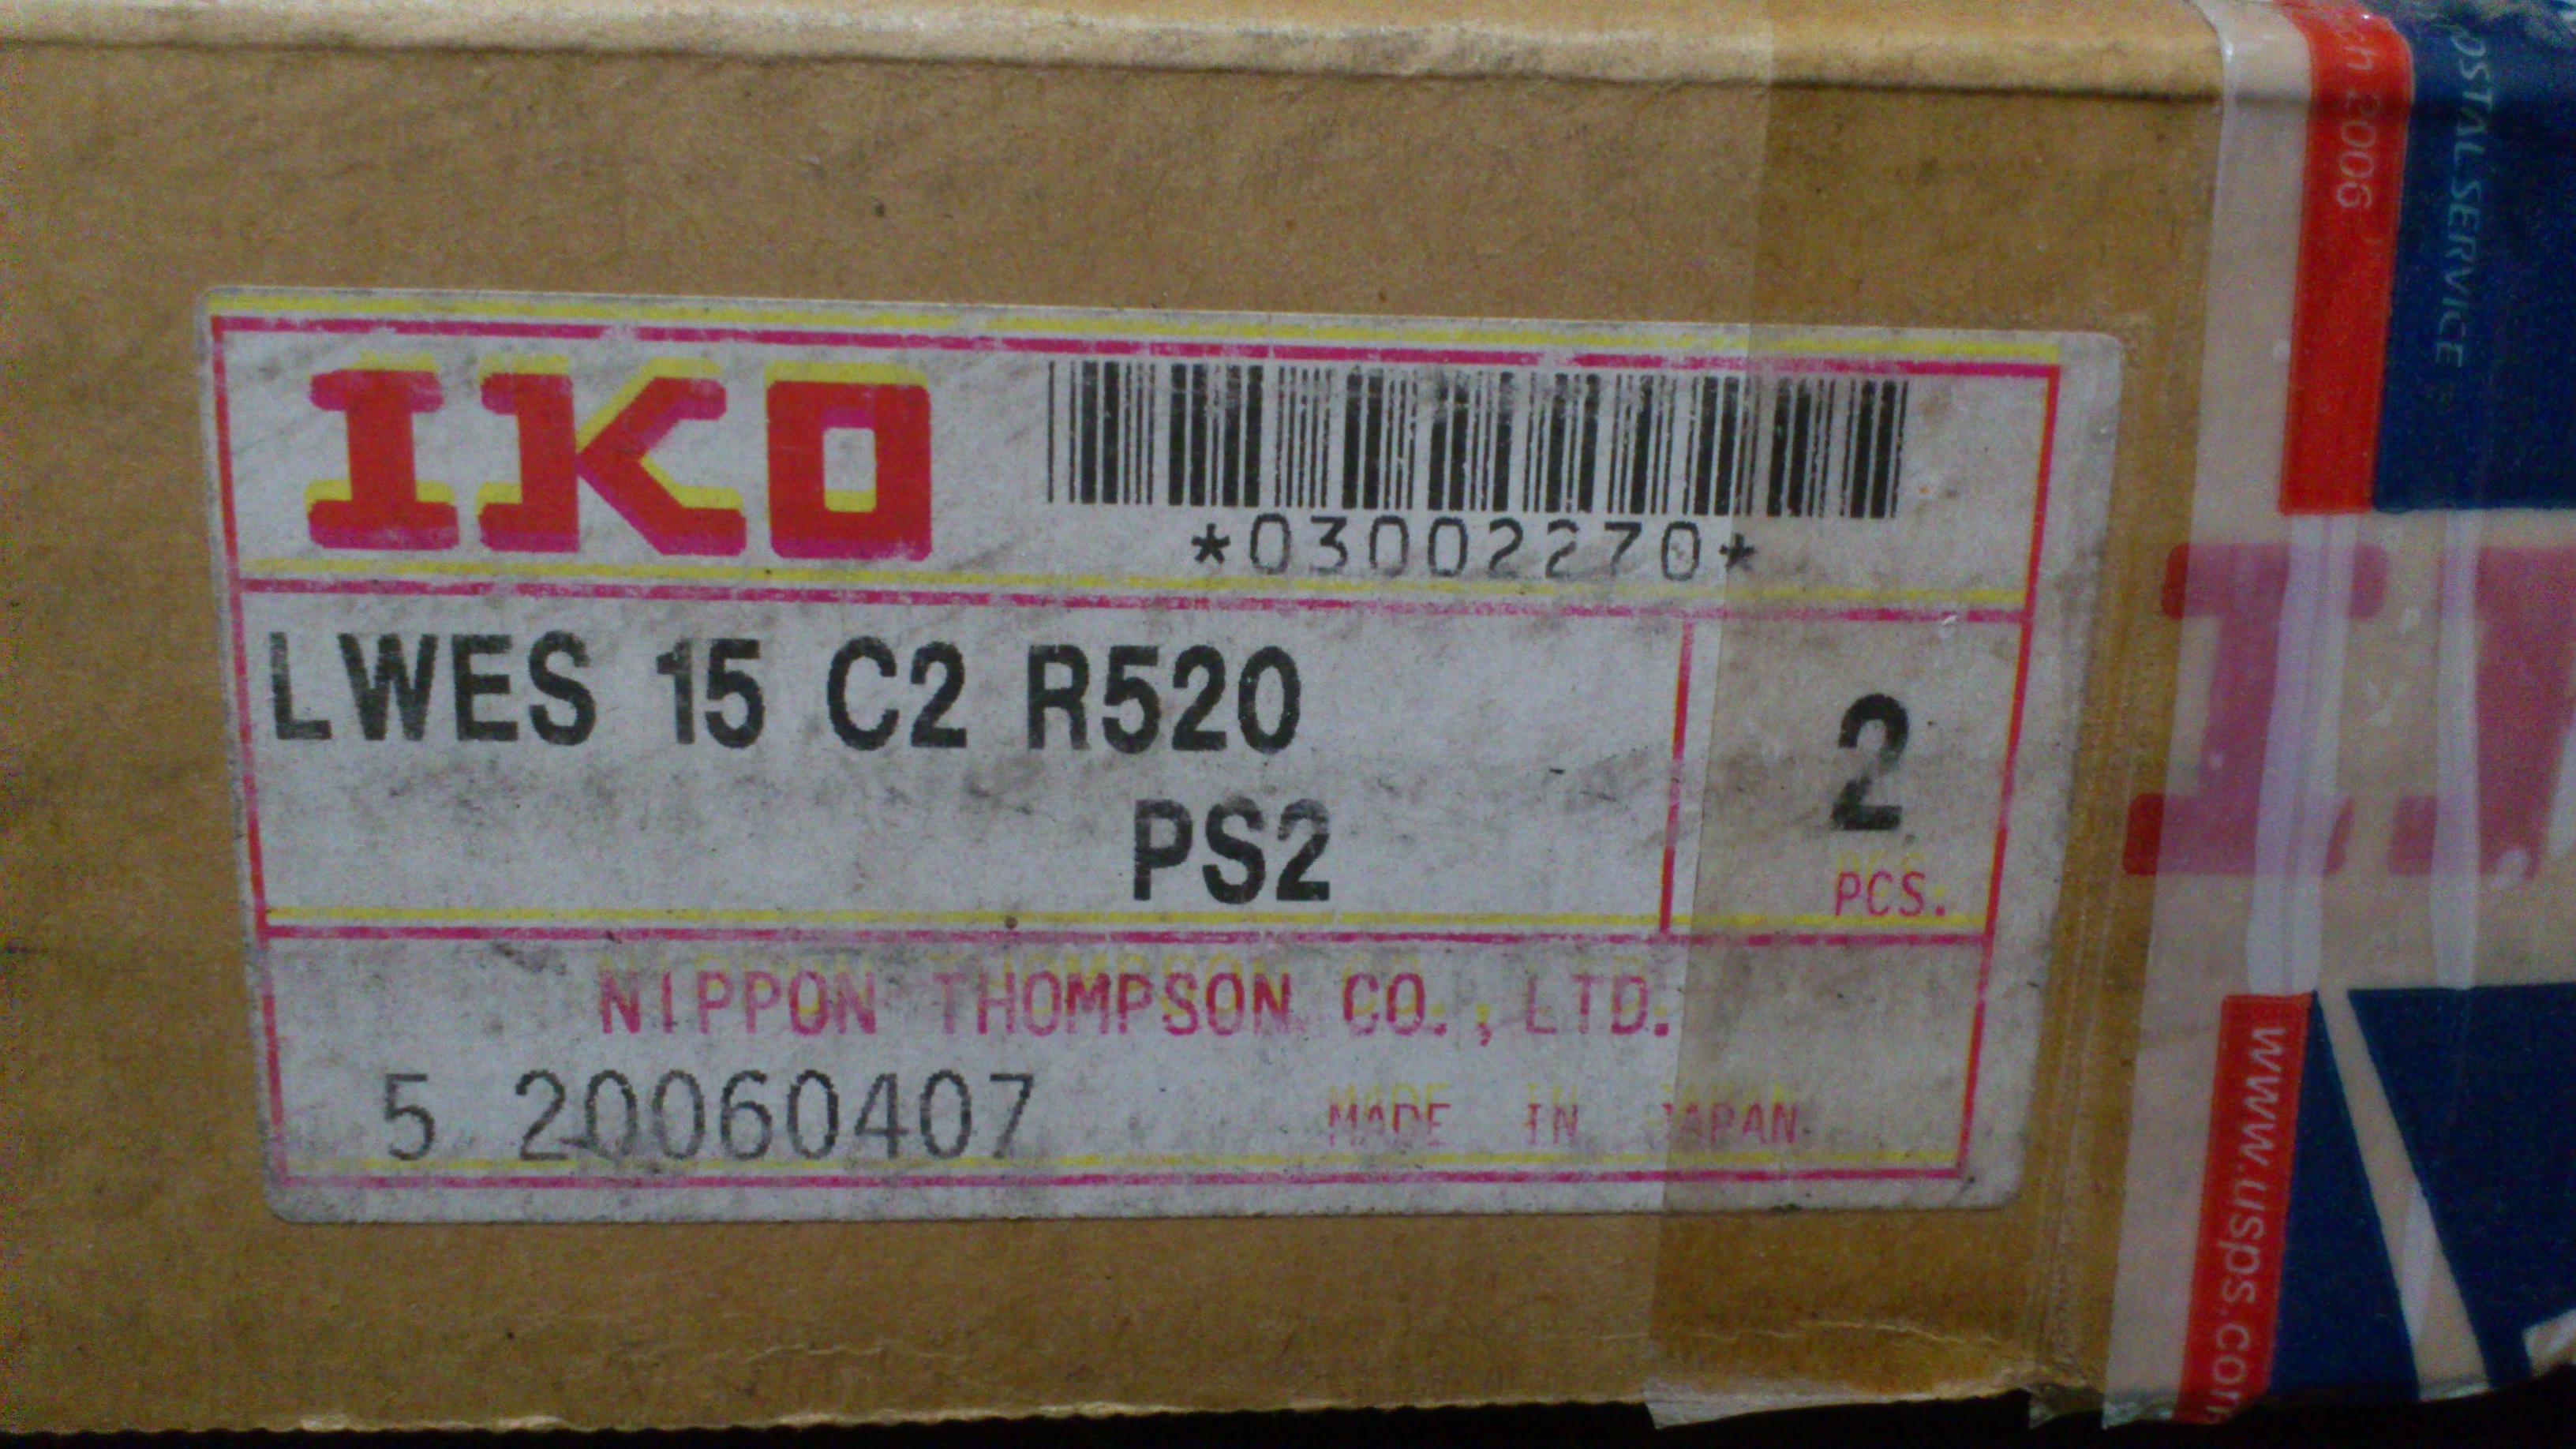 IKO
*03002270*
LWES 15 C2 R520
PS2
2
PCS.
NIPPON THOMPSON CO., LTD.
5 20060407
MADE IN JAPAN
ch 2006
POSTAL SERVICE
www.usps.com